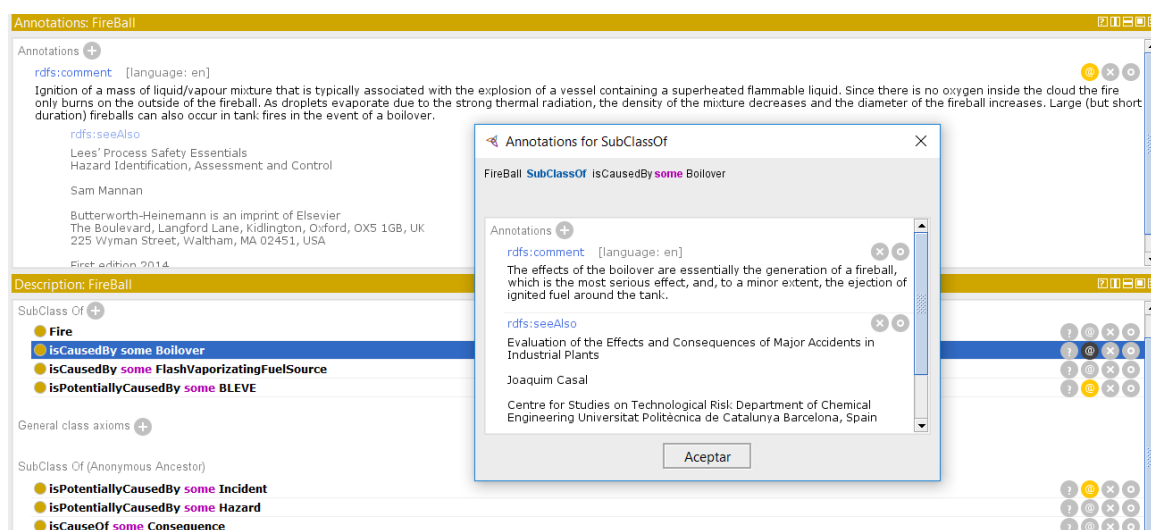 Annotations: FireBall
Annotations
rdfs:comment [language: en]
Ignition of a mass of liquid/vapour mixture that is typically associated with the explosion of a vessel containing a superheated flammable liquid. Since there is no oxygen inside the cloud the fire
only burns on the outside of the fireball. As droplets evaporate due to the strong thermal radiation, the density of the mixture decreases and the diameter of the fireball increases. Large (but short
duration) fireballs can also occur in tank fires in the event of a boilover.
rdfs:seeAlso
Lees' Process Safety Essentials
Hazard Identification, Assessment and Control
Sam Mannan
Butterworth-Heinemann is an imprint of Elsevier
The Boulevard, Langford Lane, Kidlington, Oxford, OX5 1GB, UK
225 Wyman Street, Waltham, MA 02451, USA
First edition 2014
Annotations for SubClassOf
FireBall SubClassOf isCausedBy some Boilover
Annotations
rdfs:comment [language: en]
The effects of the boilover are essentially the generation of a fireball,
which is the most serious effect, and, to a minor extent, the ejection of
ignited fuel around the tank.
rdfs:seeAlso
Evaluation of the Effects and Consequences of Major Accidents in
Industrial Plants
Joaquim Casal
Centre for Studies on Technological Risk Department of Chemical
Engineering Universitat Politècnica de Catalunya Barcelona, Spain
Aceptar
Description: FireBall
SubClass Of
Fire
isCausedBy some Boilover
isCausedBy some FlashVaporizatingFuelSource
isPotentiallyCausedBy some BLEVE
General class axioms
SubClass Of (Anonymous Ancestor)
isPotentiallyCausedBy some Incident
isPotentiallyCausedBy some Hazard
isCauseOf some Consequence